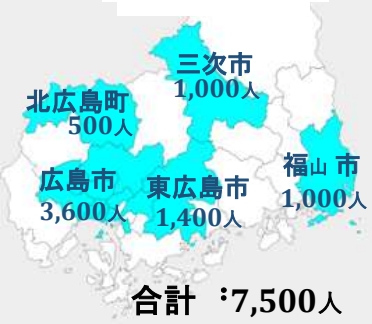 三次市
1,000人
北広島町
500人
広島市
3,600人
東広島市
1,400人
福山 市
1,000人
合計 :7,500人